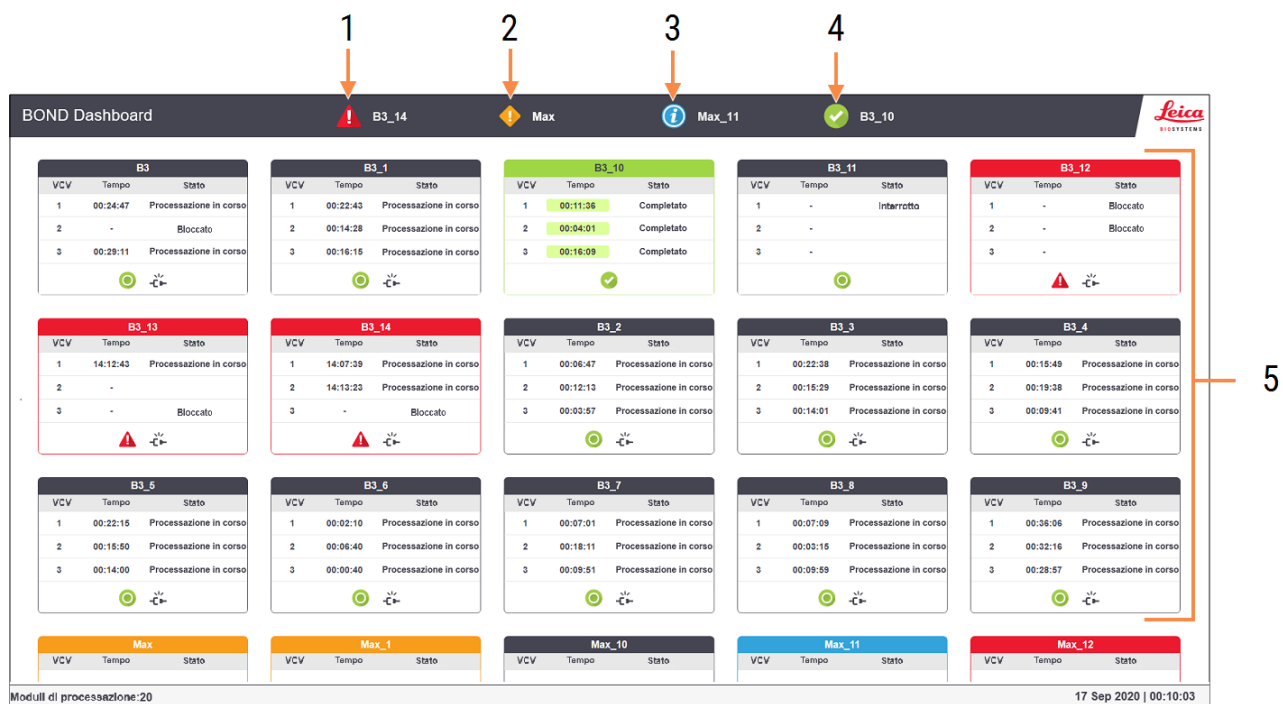 1 2 3 4
BOND Dashboard B3_14 Max Max_11 B3_10 Leica
BIOSYSTEMS
B3 B3_1 B3_10 B3_11 B3_12
VCV Tempo Stato VCV Tempo Stato VCV Tempo Stato VCV Tempo Stato VCV Tempo Stato
1 00:24:47 Processazione in corso 1 00:22:43 Processazione in corso 1 00:11:36 Completato 1 - Interrotto 1 - Bloccato
2 - Bloccato 2 00:14:28 Processazione in corso 2 00:04:01 Completato 2 - 2 - Bloccato
3 00:29:11 Processazione in corso 3 00:16:15 Processazione in corso 3 00:16:09 Completato 3 - 3 -
B3_13 B3_14 B3_2 B3_3 B3_4
VCV Tempo Stato VCV Tempo Stato VCV Tempo Stato VCV Tempo Stato VCV Tempo Stato
1 14:12:43 Processazione in corso 1 14:07:39 Processazione in corso 1 00:06:47 Processazione in corso 1 00:22:38 Processazione in corso 1 00:15:49 Processazione in corso
2 - 2 14:13:23 Processazione in corso 2 00:12:13 Processazione in corso 2 00:15:29 Processazione in corso 2 00:19:38 Processazione in corso
3 - Bloccato 3 - Bloccato 3 00:03:57 Processazione in corso 3 00:14:01 Processazione in corso 3 00:09:41 Processazione in corso
5
B3_5 B3_6 B3_7 B3_8 B3_9
VCV Tempo Stato VCV Tempo Stato VCV Tempo Stato VCV Tempo Stato VCV Tempo Stato
1 00:22:15 Processazione in corso 1 00:02:10 Processazione in corso 1 00:07:01 Processazione in corso 1 00:07:09 Processazione in corso 1 00:36:06 Processazione in corso
2 00:15:50 Processazione in corso 2 00:06:40 Processazione in corso 2 00:18:11 Processazione in corso 2 00:03:15 Processazione in corso 2 00:32:16 Processazione in corso
3 00:14:00 Processazione in corso 3 00:00:40 Processazione in corso 3 00:09:51 Processazione in corso 3 00:09:59 Processazione in corso 3 00:28:57 Processazione in corso
Max Max_1 Max_10 Max_11 Max_12
VCV Tempo Stato VCV Tempo Stato VCV Tempo Stato VCV Tempo Stato VCV Tempo Stato
Moduli di processazione:20 17 Sep 2020 | 00:10:03